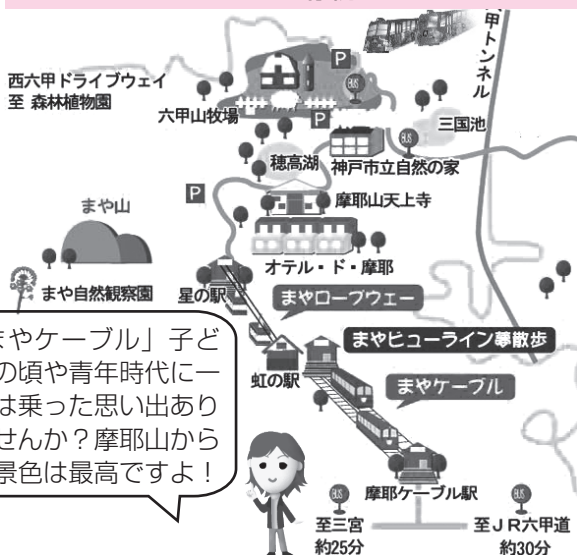 六甲トンネル
西六甲ドライブウェイ
至 森林植物園
P
BUS
六甲山牧場
P
BUS
三国池
穂高湖
神戸市立自然の家
P
摩耶山天上寺
まや山
オテル・ド・摩耶
まや自然観察園
星の駅
まやロープウェー
まやビューライン夢散歩
虹の駅
まやケーブル
まやケーブル」子ど
の頃や青年時代に一
は乗った思い出あり
せんか？摩耶山から
景色は最高ですよ！
摩耶ケーブル駅
BUS
至三宮
約25分
BUS
至JR六甲道
約30分